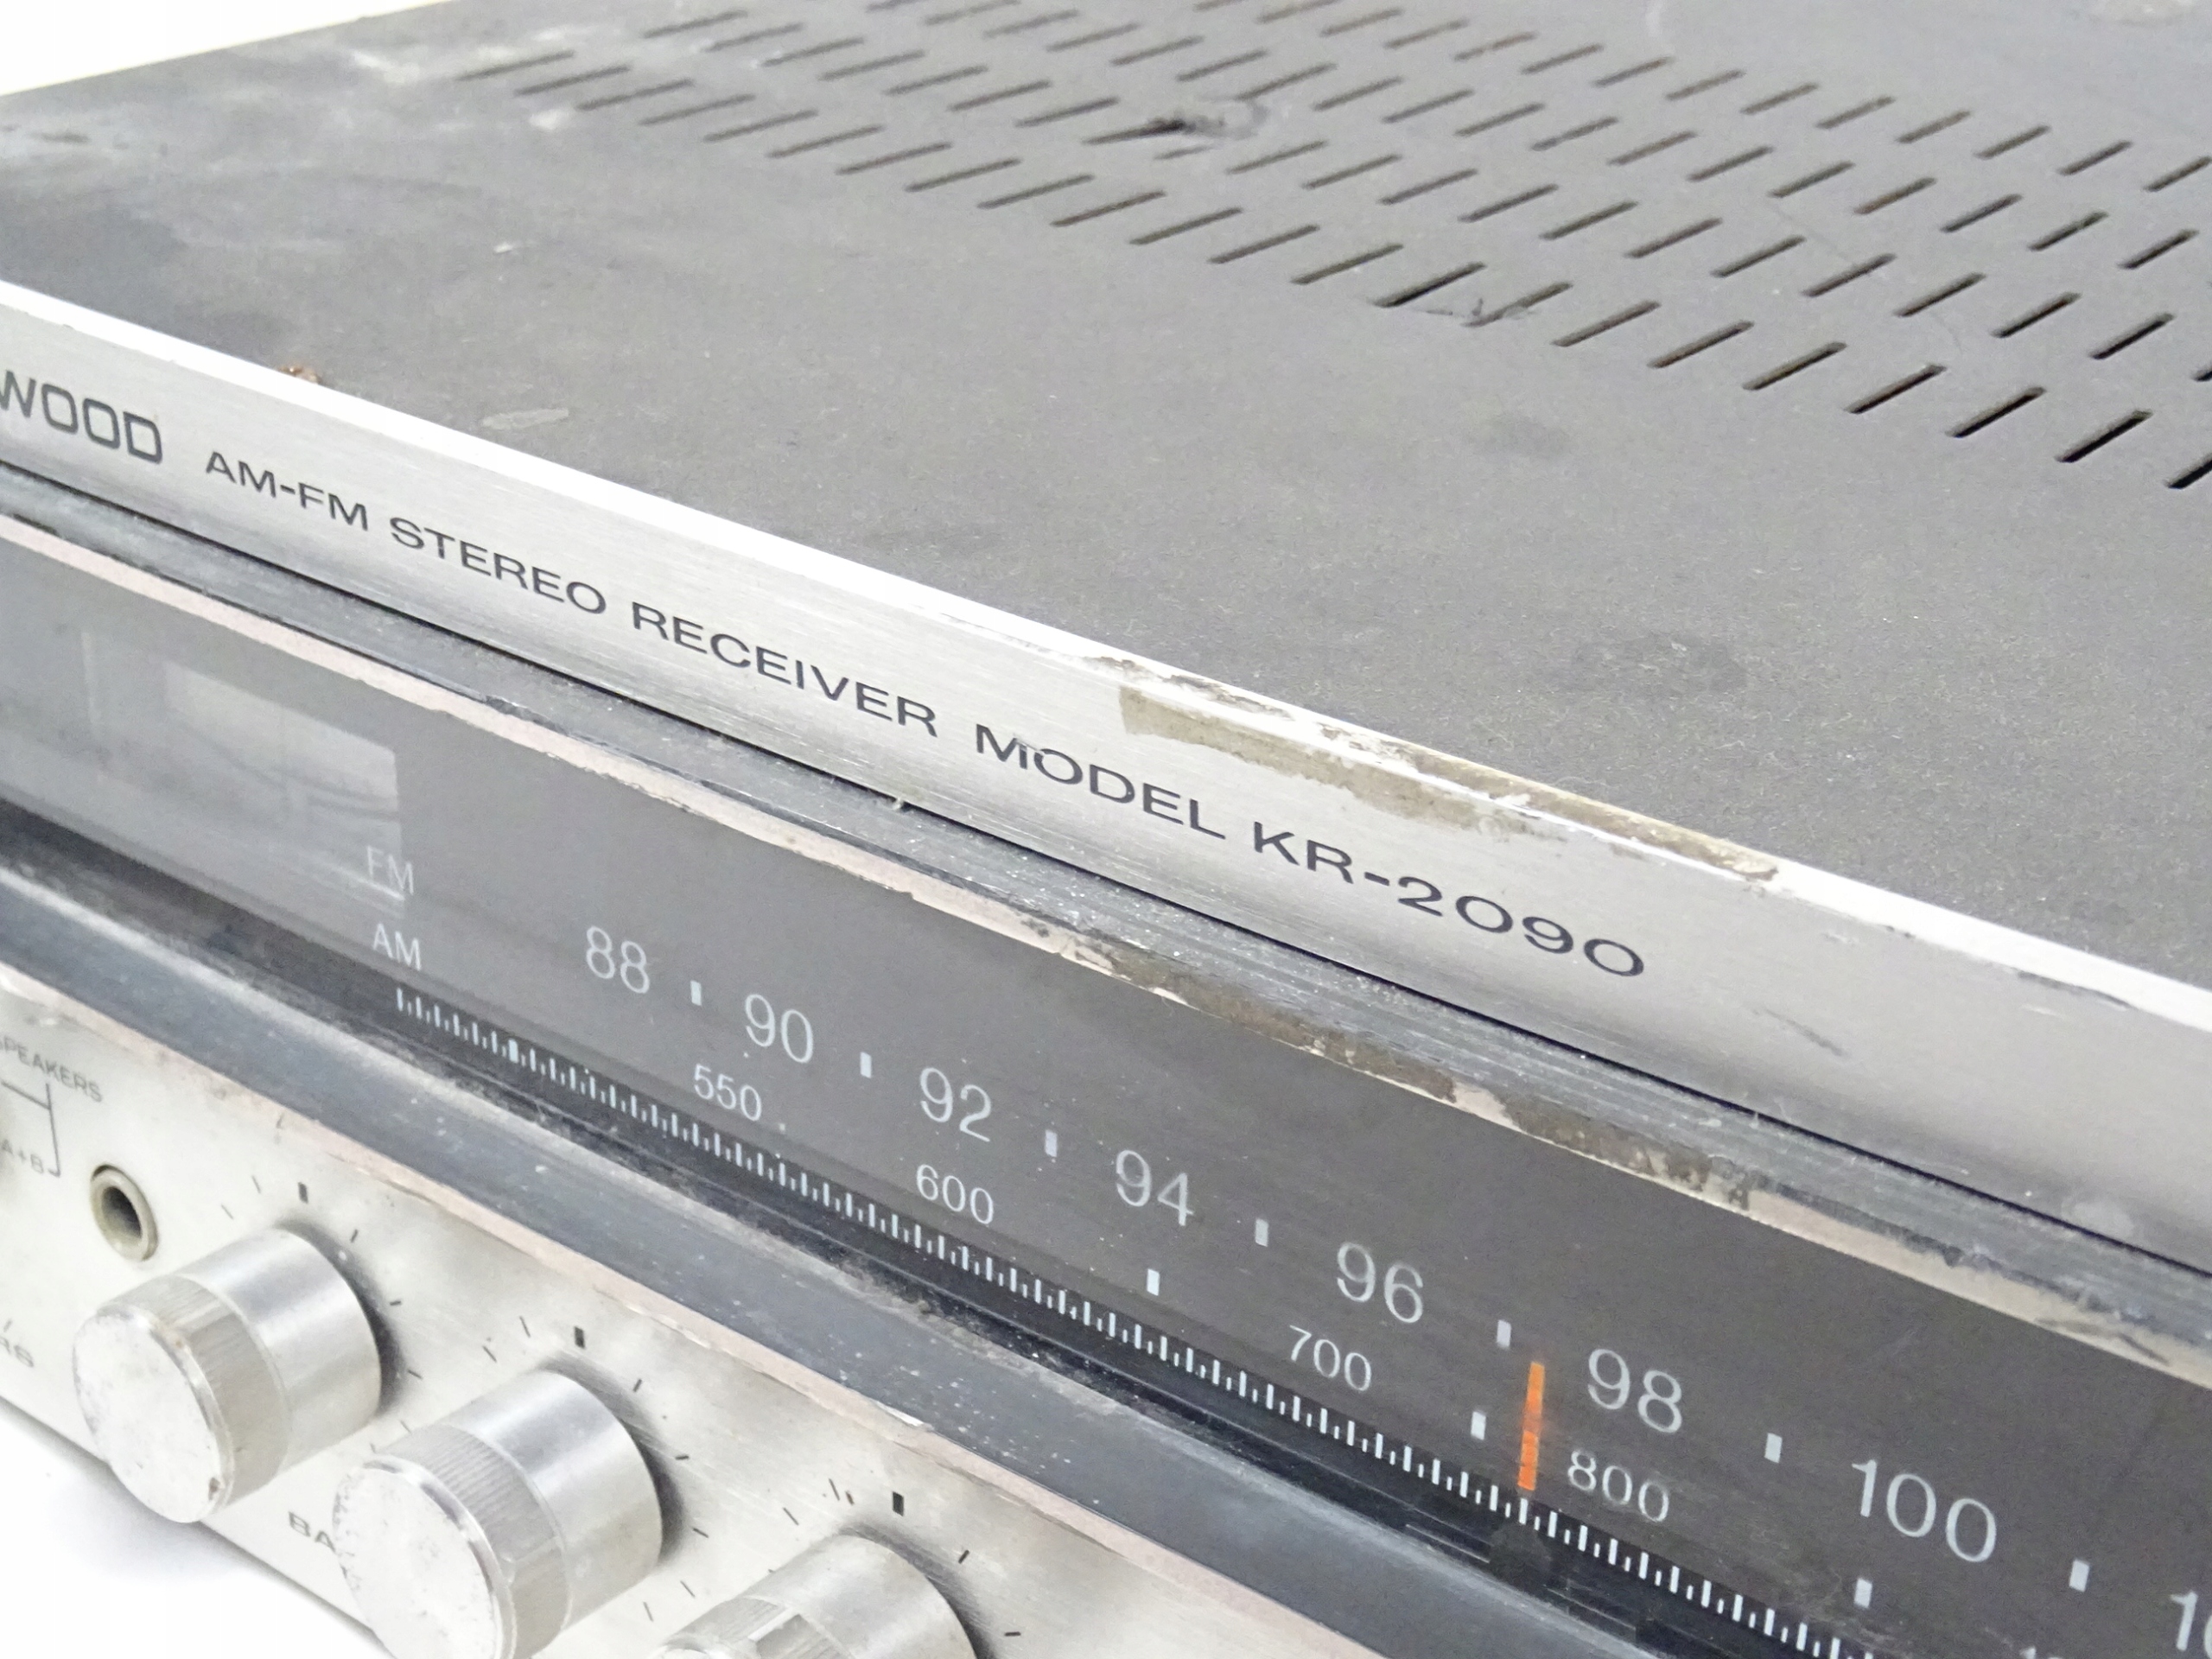 WOOD AM-FM STEREO RECEIVER MODEL KR-2090
FM 88 90 92 94 96 98 100
AM 550 600 700 800
SPEAKERS
A+B